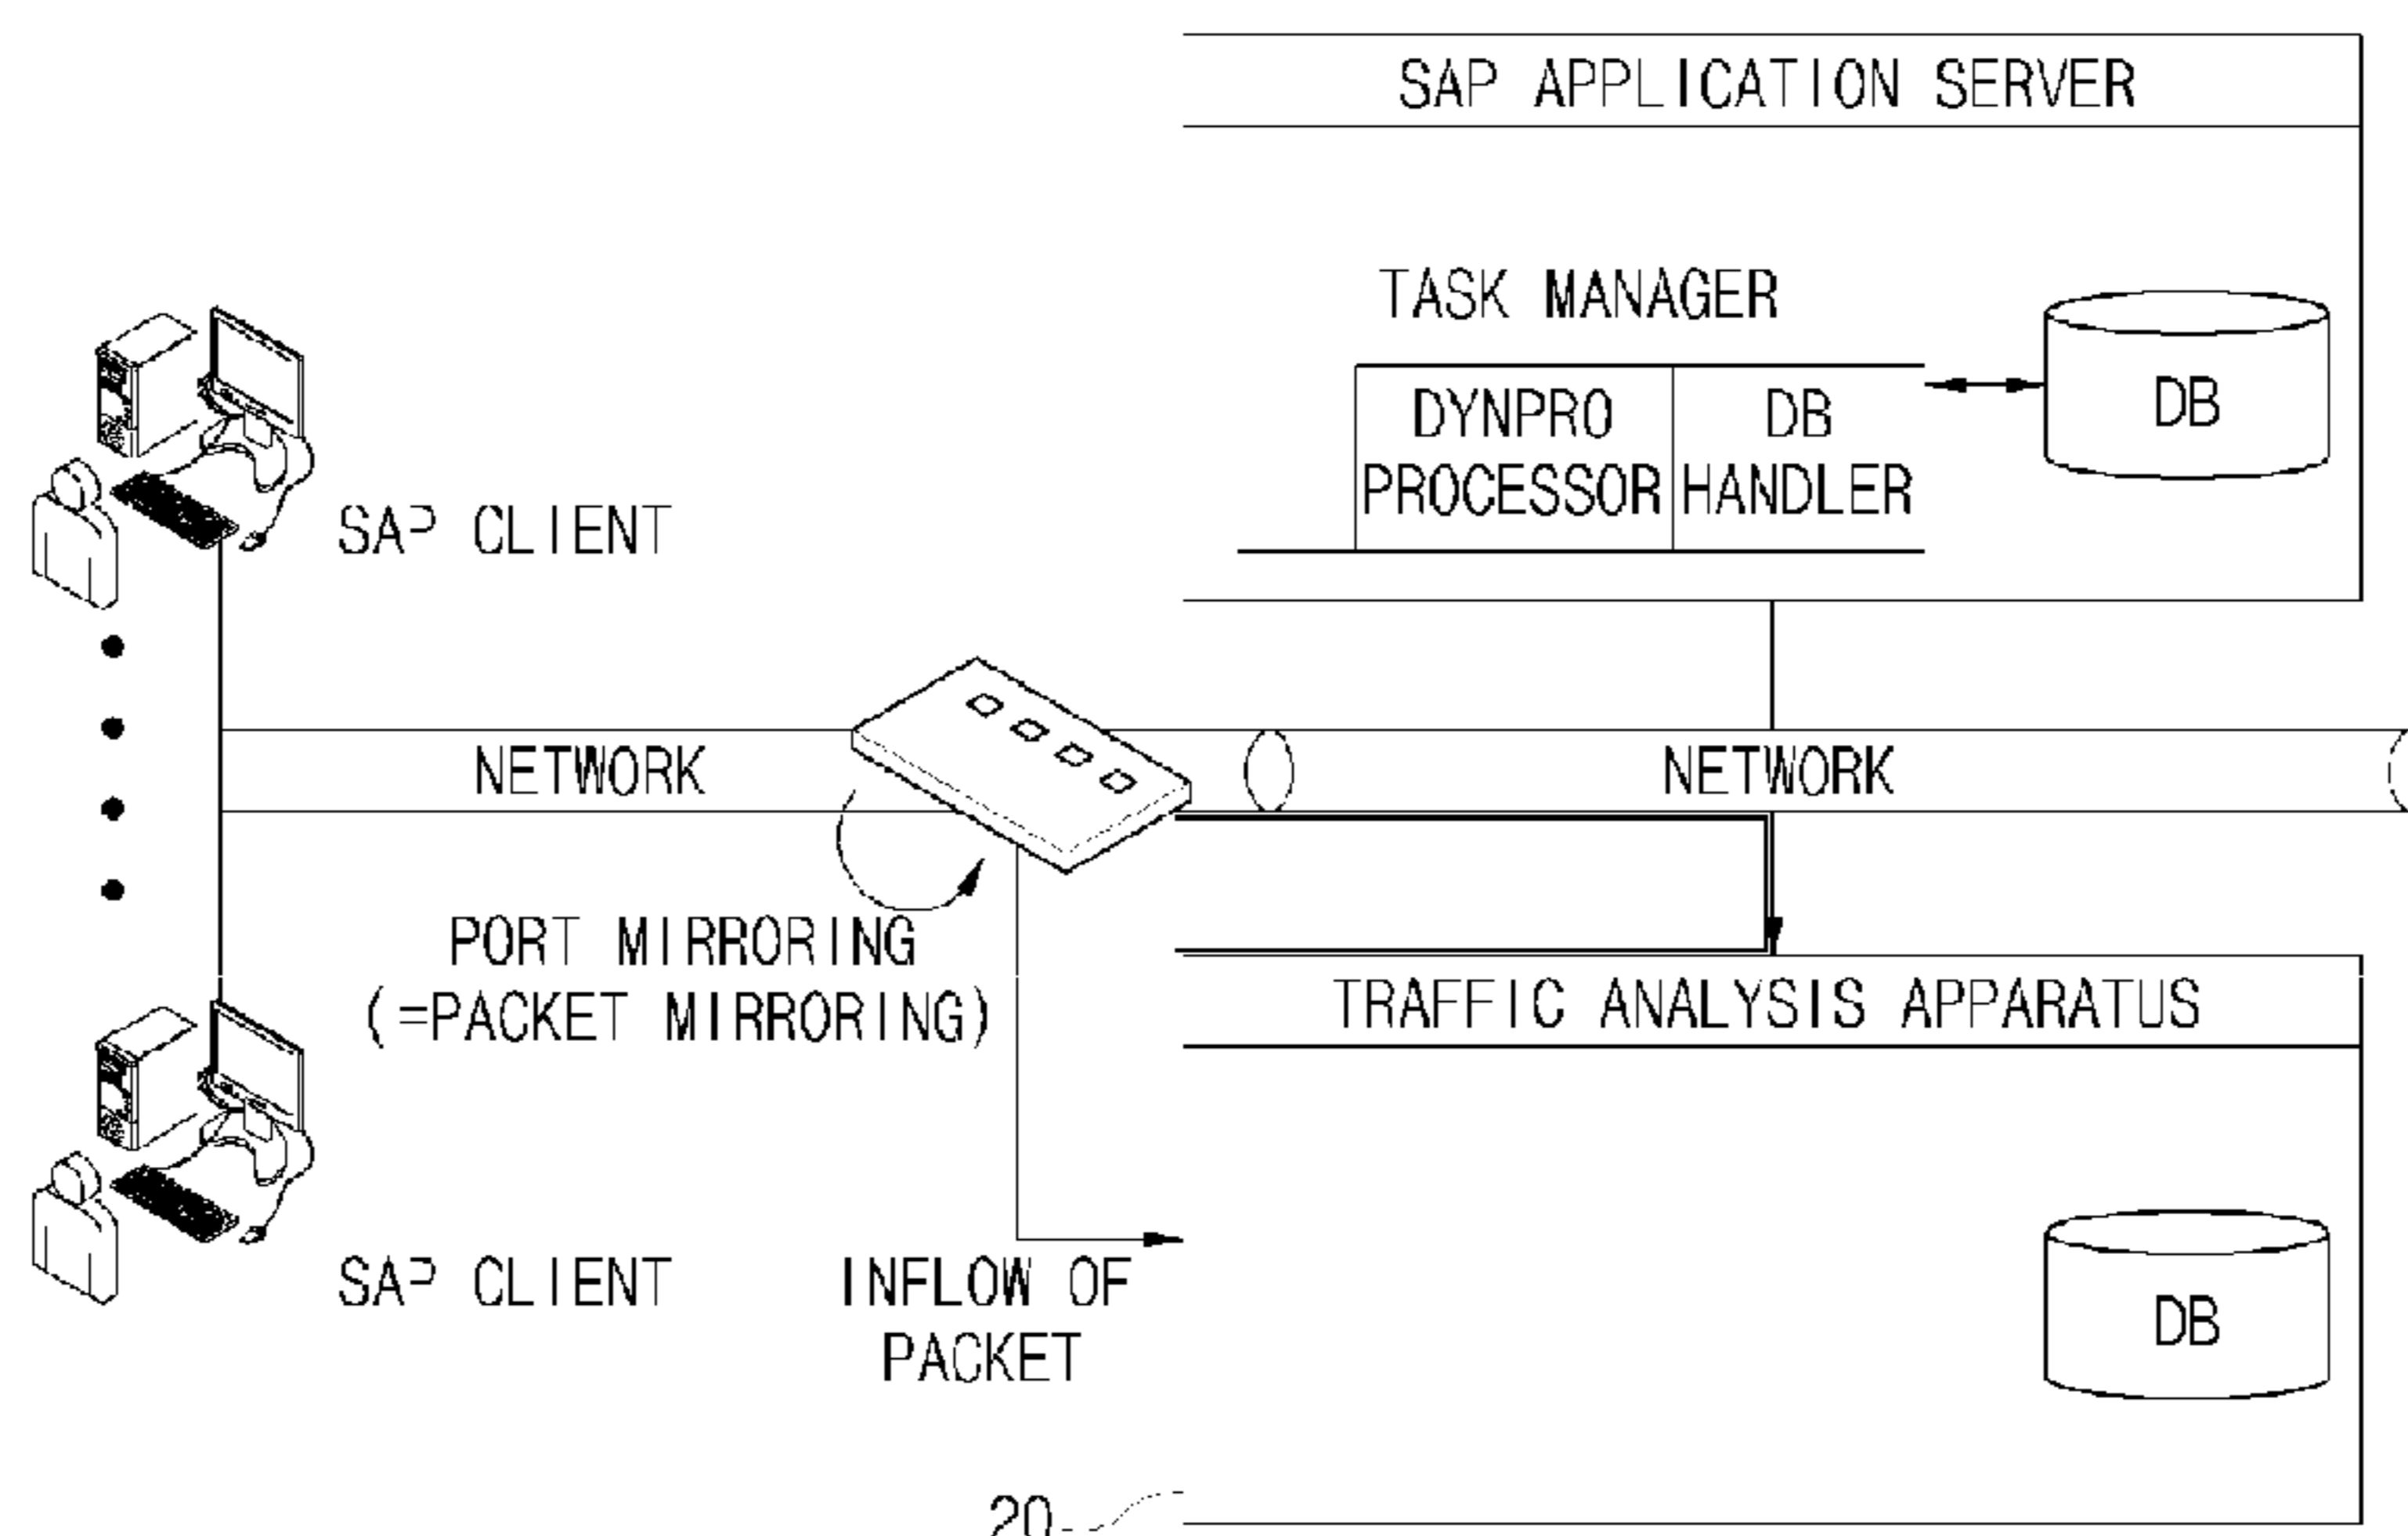 SAP APPLICATION SERVER
TASK MANAGER
DYNPRO
PROCESSOR
DB
HANDLER
DB
SAP CLIENT
NETWORK
NETWORK
PORT MIRRORING
(=PACKET MIRRORING)
TRAFFIC ANALYSIS APPARATUS
SAP CLIENT
INFLOW OF
PACKET
DB
20